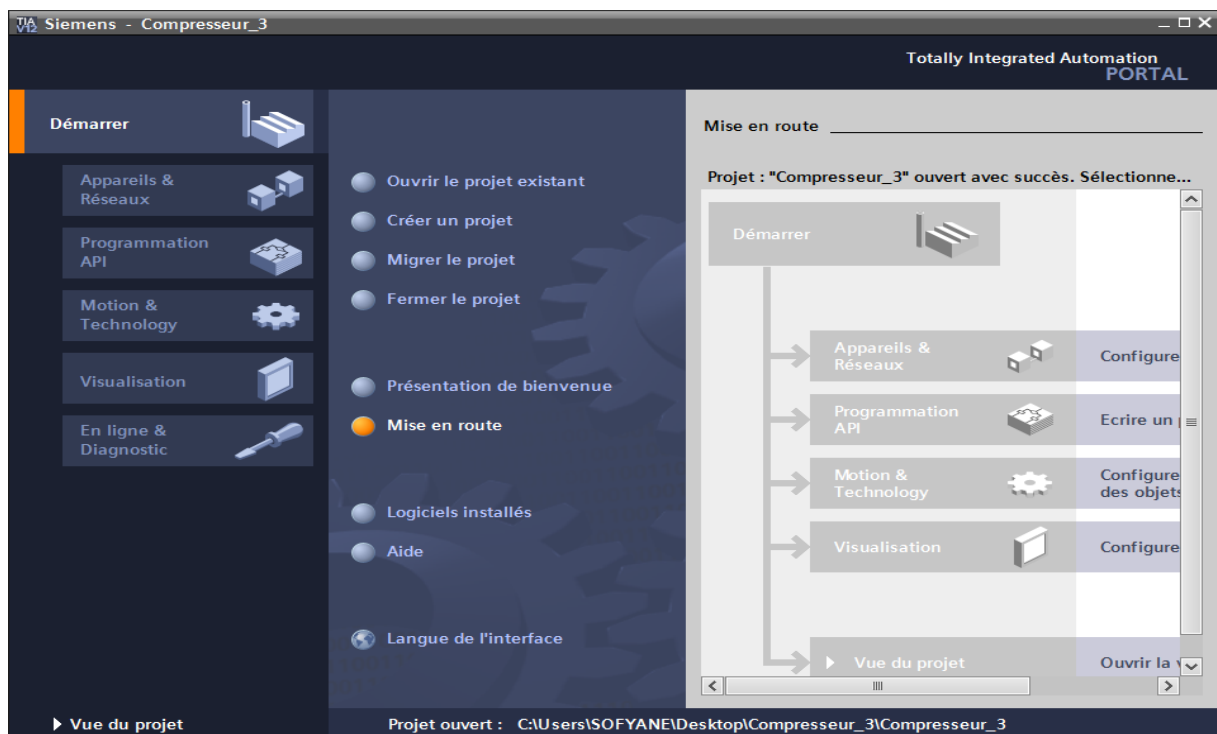 TIA V12 Siemens - Compresseur_3
Totally Integrated Automation
PORTAL
Démarrer
Appareils &
Réseaux
Programmation
API
Motion &
Technology
Visualisation
En ligne &
Diagnostic
Vue du projet
Ouvrir le projet existant
Créer un projet
Migrer le projet
Fermer le projet
Présentation de bienvenue
Mise en route
Logiciels installés
Aide
Langue de l'interface
Mise en route
Projet : "Compresseur_3" ouvert avec succès. Sélectionne...
Démarrer
Appareils &
Réseaux
Configure
Programmation
API
Ecrire un
Motion &
Technology
Configure
des objets
Visualisation
Configure
Vue du projet
Ouvrir la
Projet ouvert : C:\Users\SOFYANE\Desktop\Compresseur_3\Compresseur_3